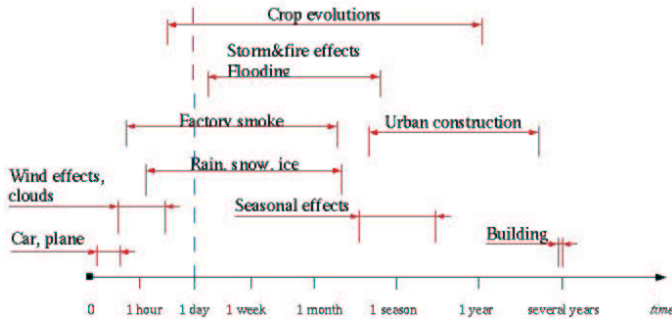 Crop evolutions
Storm&fire effects
Flooding
Factory smoke
Urban construction
Rain, snow, ice
Wind effects,
clouds
Seasonal effects
Car, plane
Building
0 1 hour 1 day 1 week 1 month 1 season 1 year several years time